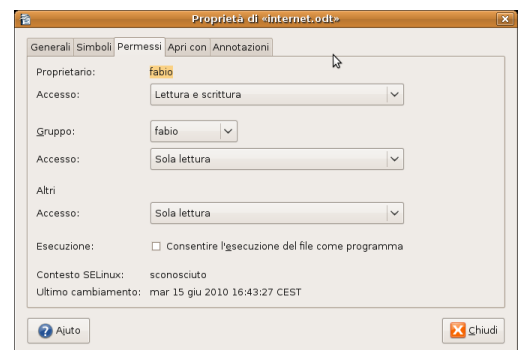 Proprietà di «internet.odt»
Generali Simboli Permessi Apri con Annotazioni
Proprietario: fabio
Accesso: Lettura e scrittura
Gruppo: fabio
Accesso: Sola lettura
Altri
Accesso: Sola lettura
Esecuzione: Consentire l'esecuzione del file come programma
Contesto SELinux: sconosciuto
Ultimo cambiamento: mar 15 giu 2010 16:43:27 CEST
Aiuto Chiudi